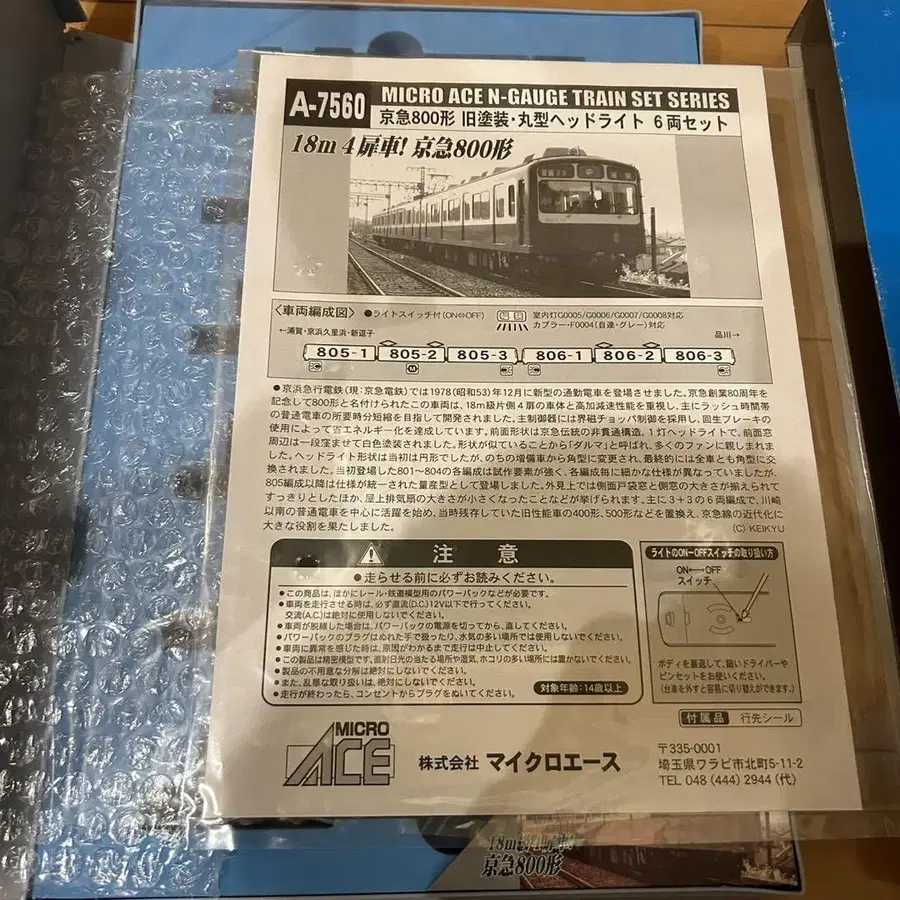 A-7560
MICRO ACE N-GAUGE TRAIN SET SERIES
京急800形 旧塗装・丸型ヘッドライト 6両セット
18m4扉車! 京急800形
〈車両編成図〉 ●ライトスイッチ付(ON⇔OFF)
室内灯G0005/G0006/G0007/G0008対応
カプラー・F0004(自連・グレー)対応
←浦賀・京浜久里浜・新逗子
品川→
805-1 805-2 805-3 806-1 806-2 806-3
●京浜急行電鉄(現:京急電鉄)では1978(昭和53)年12月に新型の通勤電車を登場させました。京急創業80周年を
記念して800形と名付けられたこの車両は、18m級片側4扉の車体と高加減速性能を重視し、主にラッシュ時間帯
の普通電車の所要時分短縮を目指して開発されました。主制御器には界磁チョッパ制御を採用し、回生ブレーキの
使用によって省エネルギー化を達成しています。前面形状は京急伝統の非貫通構造、1灯ヘッドライトで、前面窓
周辺は一段窪ませて白色塗装されました。形状が似ていることから「ダルマ」と呼ばれ、多くのファンに親しまれま
した。ヘッドライト形状は当初は円形でしたが、のちの増備車から角型に変更され、最終的には全車とも角型に交
換されました。当初登場した801〜804の各編成は試作要素が強く、各編成毎に細かな仕様が異なっていましたが、
805編成以降は仕様が統一された量産型として登場しました。外見上では側面戸袋窓と側窓の大きさが揃えられて
すっきりとしたほか、屋上排気扇の大きさが小さくなったことなどが挙げられます。主に3+3の6両編成で、川崎
以南の普通電車を中心に活躍を始め、当時残存していた旧性能車の400形、500形などを置換え、京急線の近代化に
大きな役割を果たしました。
(C) KEIKYU
注意
●走らせる前に必ずお読みください。
●この商品は、ほかにレール・鉄道模型用のパワーパックなどが必要です。
●車両を走行させる時は、必ず直流(D.C.)12V以下で行ってください。
交流(A.C.)は絶対に使用しないでください。
●車両が脱線した場合は、パワーパックの電源を切ってから、直してください。
●パワーパックのプラグはぬれた手で扱ったり、水気の多い場所では使用しないでください。
●車両に異常を感じた時は、原因がわかるまで走行は中止してください。
●この製品は精密模型です。直射日光の当たる場所や湿気、ホコリの多い場所には置かないでください。
●製品の不用意な分解は絶対にしないでください。
●また、乱暴な取り扱いは、絶対にしないでください。
●走行が終わったら、コンセントからプラグをぬいてください。
対象年齢:14歳以上
ライトのON−OFFスイッチの取り扱い方
ON←→OFF
スイッチ
ボディを裏返して、細いドライバーや
ピンセットをお使いください。
(台車を外すと容易に切り替えができます。)
付属品 行先シール
MICRO
ACE
株式会社 マイクロエース
〒335-0001
埼玉県ワラビ市北町5-11-2
TEL 048 (444) 2944 (代)
京急800形